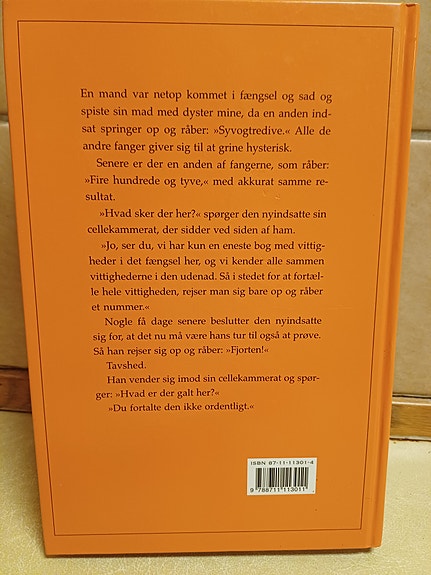 En mand var netop kommet i fængsel og sad og
spiste sin mad med dyster mine, da en anden ind-
sat springer op og råber: »Syvogtredive.« Alle de
andre fanger giver sig til at grine hysterisk.
Senere er der en anden af fangerne, som råber:
»Fire hundrede og tyve,« med akkurat samme re-
sultat.
»Hvad sker der her?« spørger den nyindsatte sin
cellekammerat, der sidder ved siden af ham.
»Jo, ser du, vi har kun en eneste bog med vittig-
heder i det fængsel her, og vi kender alle sammen
vittighederne i den udenad. Så i stedet for at fortæl-
le hele vittigheden, rejser man sig bare op og råber
et nummer.«
Nogle få dage senere beslutter den nyindsatte
sig for, at det nu må være hans tur til også at prøve.
Så han rejser sig op og råber: »Fjorten!«
Tavshed.
Han vender sig imod sin cellekammerat og spør-
ger: »Hvad er der galt her?«
»Du fortalte den ikke ordentligt.«
ISBN 87-11-11301-4
9 788711 113011